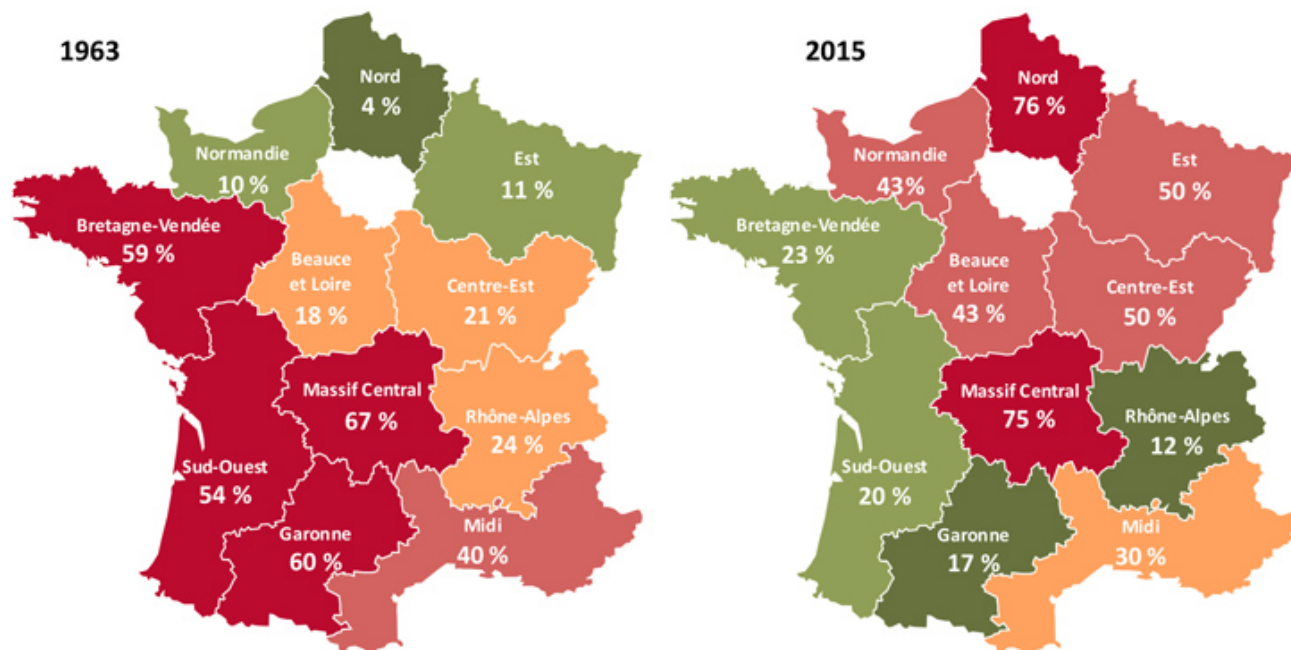 1963
Nord
4 %
Normandie
10 %
Est
11 %
Bretagne-Vendée
59 %
Beauce
et Loire
18 %
Centre-Est
21 %
Massif Central
67 %
Rhône-Alpes
24 %
Sud-Ouest
54 %
Garonne
60 %
Midi
40 %
2015
Nord
76 %
Normandie
43%
Est
50 %
Bretagne-Vendée
23 %
Beauce
et Loire
43 %
Centre-Est
50 %
Massif Central
75 %
Rhône-Alpes
12 %
Sud-Ouest
20 %
Garonne
17 %
Midi
30 %